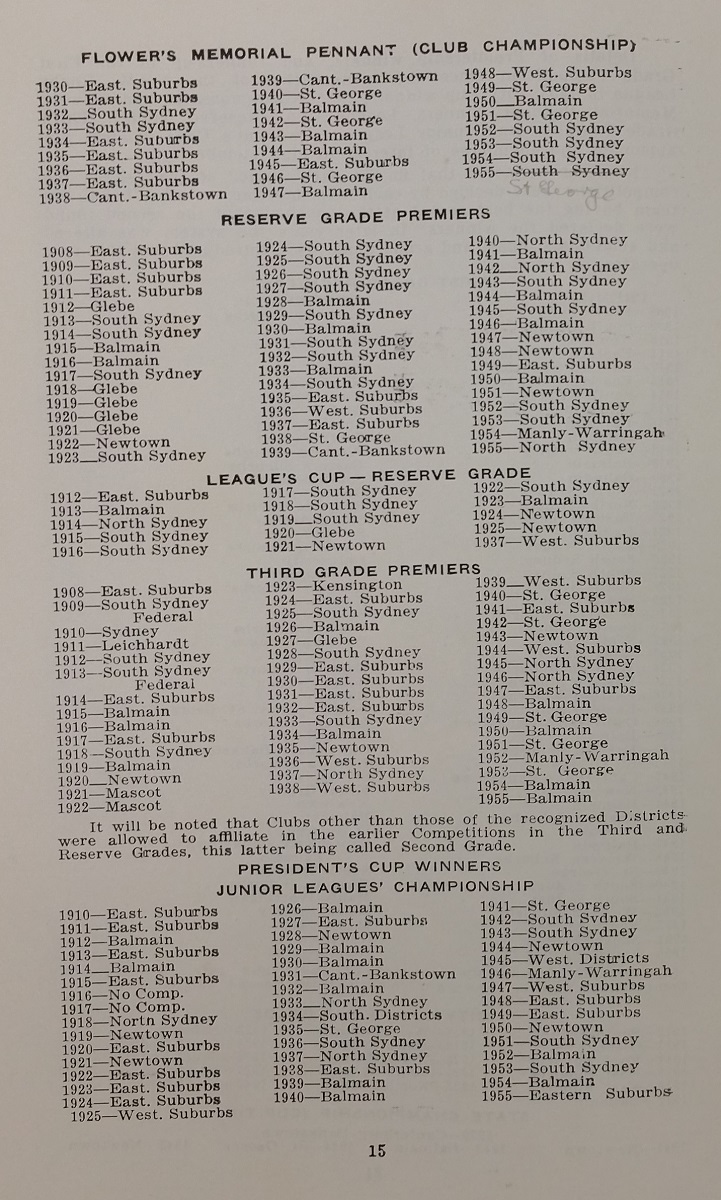 FLOWER'S MEMORIAL PENNANT (CLUB CHAMPIONSHIP)
1930—East. Suburbs
1931—East. Suburbs
1932—South Sydney
1933—South Sydney
1934—East. Suburbs
1935—East. Suburbs
1936—East. Suburbs
1937—East. Suburbs
1938—Cant.-Bankstown
1939—Cant.-Bankstown
1940—St. George
1941—Balmain
1942—St. George
1943—Balmain
1944—Balmain
1945—East. Suburbs
1946—St. George
1947—Balmain
1948—West. Suburbs
1949—St. George
1950—Balmain
1951—St. George
1952—South Sydney
1953—South Sydney
1954—South Sydney
1955—South Sydney
St George
RESERVE GRADE PREMIERS
1908—East. Suburbs
1909—East. Suburbs
1910—East. Suburbs
1911—East. Suburbs
1912—Glebe
1913—South Sydney
1914—South Sydney
1915—Balmain
1916—Balmain
1917—South Sydney
1918—Glebe
1919—Glebe
1920—Glebe
1921—Glebe
1922—Newtown
1923—South Sydney
1924—South Sydney
1925—South Sydney
1926—South Sydney
1927—South Sydney
1928—Balmain
1929—South Sydney
1930—Balmain
1931—South Sydney
1932—South Sydney
1933—Balmain
1934—South Sydney
1935—East. Suburbs
1936—West. Suburbs
1937—East. Suburbs
1938—St. George
1939—Cant.-Bankstown
1940—North Sydney
1941—Balmain
1942—North Sydney
1943—South Sydney
1944—Balmain
1945—South Sydney
1946—Balmain
1947—Newtown
1948—Newtown
1949—East. Suburbs
1950—Balmain
1951—Newtown
1952—South Sydney
1953—South Sydney
1954—Manly-Warringah
1955—North Sydney
LEAGUE'S CUP — RESERVE GRADE
1912—East. Suburbs
1913—Balmain
1914—North Sydney
1915—South Sydney
1916—South Sydney
1917—South Sydney
1918—South Sydney
1919—South Sydney
1920—Glebe
1921—Newtown
1922—South Sydney
1923—Balmain
1924—Newtown
1925—Newtown
1937—West. Suburbs
THIRD GRADE PREMIERS
1908—East. Suburbs
1909—South Sydney
Federal
1910—Sydney
1911—Leichhardt
1912—South Sydney
1913—South Sydney
Federal
1914—East. Suburbs
1915—Balmain
1916—Balmain
1917—East. Suburbs
1918—South Sydney
1919—Balmain
1920—Newtown
1921—Mascot
1922—Mascot
1923—Kensington
1924—East. Suburbs
1925—South Sydney
1926—Balmain
1927—Glebe
1928—South Sydney
1929—East. Suburbs
1930—East. Suburbs
1931—East. Suburbs
1932—East. Suburbs
1933—South Sydney
1934—Balmain
1935—Newtown
1936—West. Suburbs
1937—North Sydney
1938—West. Suburbs
1939—West. Suburbs
1940—St. George
1941—East. Suburbs
1942—St. George
1943—Newtown
1944—West. Suburbs
1945—North Sydney
1946—North Sydney
1947—East. Suburbs
1948—Balmain
1949—St. George
1950—Balmain
1951—St. George
1952—Manly-Warringah
1953—St. George
1954—Balmain
1955—Balmain
It will be noted that Clubs other than those of the recognized Districts
were allowed to affiliate in the earlier Competitions in the Third and
Reserve Grades, this latter being called Second Grade.
PRESIDENT'S CUP WINNERS
JUNIOR LEAGUES' CHAMPIONSHIP
1910—East. Suburbs
1911—East. Suburbs
1912—Balmain
1913—East. Suburbs
1914—Balmain
1915—East. Suburbs
1916—No Comp.
1917—No Comp.
1918—North Sydney
1919—Newtown
1920—East. Suburbs
1921—Newtown
1922—East. Suburbs
1923—East. Suburbs
1924—East. Suburbs
1925—West. Suburbs
1926—Balmain
1927—East. Suburbs
1928—Newtown
1929—Balmain
1930—Balmain
1931—Cant.-Bankstown
1932—Balmain
1933—North Sydney
1934—South. Districts
1935—St. George
1936—South Sydney
1937—North Sydney
1938—East. Suburbs
1939—Balmain
1940—Balmain
1941—St. George
1942—South Sydney
1943—South Sydney
1944—Newtown
1945—West. Districts
1946—Manly-Warringah
1947—West. Suburbs
1948—East. Suburbs
1949—East. Suburbs
1950—Newtown
1951—South Sydney
1952—Balmain
1953—South Sydney
1954—Balmain
1955—Eastern Suburbs
15